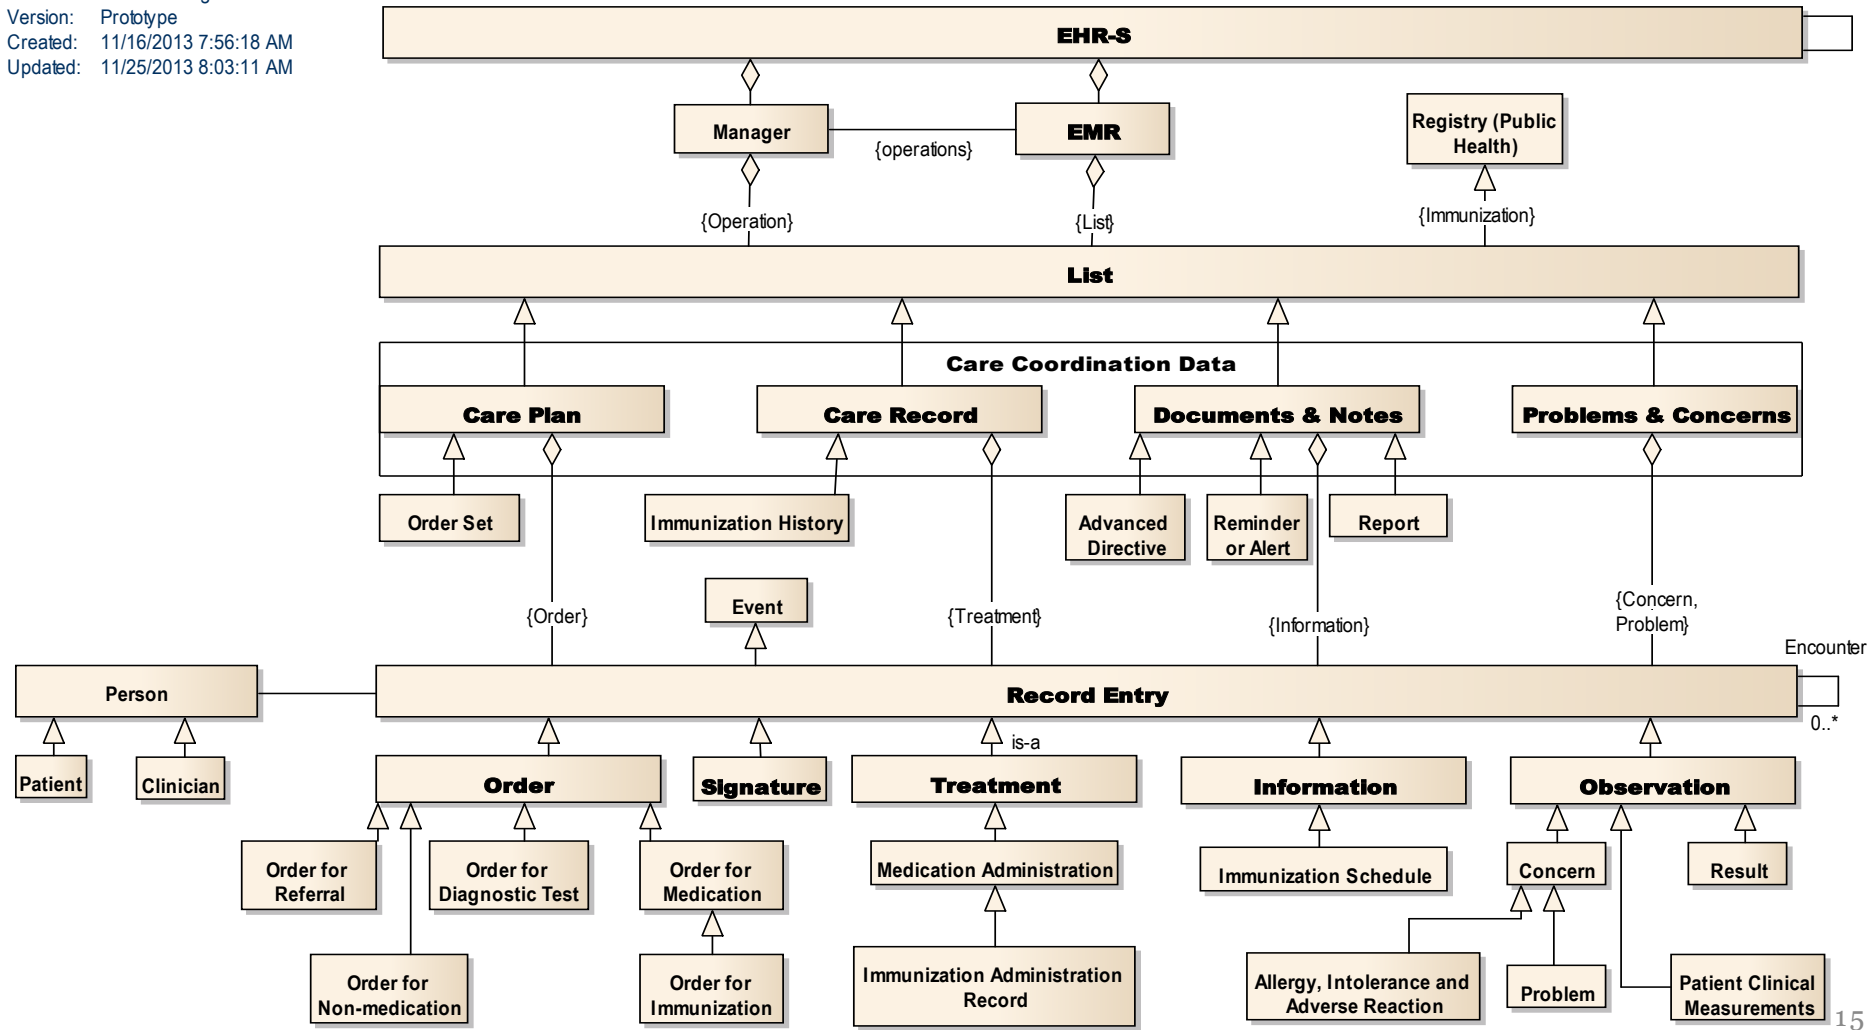 Version: Prototype
Created: 11/16/2013 7:56:18 AM
Updated: 11/25/2013 8:03:11 AM
EHR-S
Manager
{operations}
EMR
Registry (Public
Health)
{Operation}
{List}
{Immunization}
List
Care Coordination Data
Care Plan
Care Record
Documents & Notes
Problems & Concerns
Order Set
Immunization History
Advanced
Directive
Reminder
or Alert
Report
Event
{Order}
{Treatment}
{Information}
{Concern,
Problem}
Encounter
Person
Record Entry
0..*
is-a
Patient
Clinician
Order
Signature
Treatment
Information
Observation
Order for
Referral
Order for
Diagnostic Test
Order for
Medication
Medication Administration
Immunization Schedule
Concern
Result
Order for
Non-medication
Order for
Immunization
Immunization Administration
Record
Allergy, Intolerance and
Adverse Reaction
Problem
Patient Clinical
Measurements
15